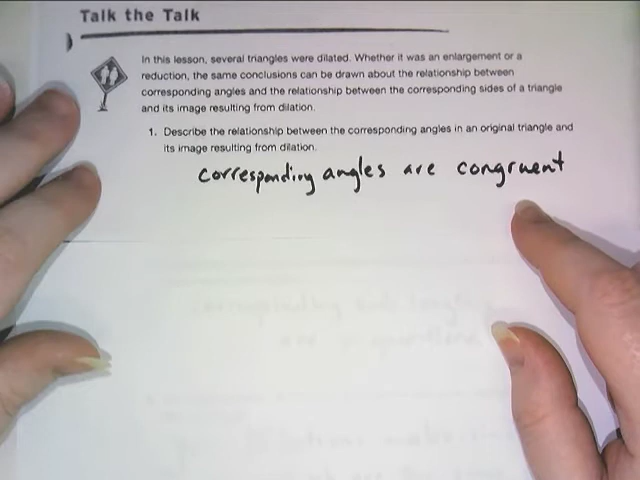 Talk the Talk
In this lesson, several triangles were dilated. Whether it was an enlargement or a
reduction, the same conclusions can be drawn about the relationship between
corresponding angles and the relationship between the corresponding sides of a triangle
and its image resulting from dilation.
1. Describe the relationship between the corresponding angles in an original triangle and
its image resulting from dilation.
corresponding angles are congruent